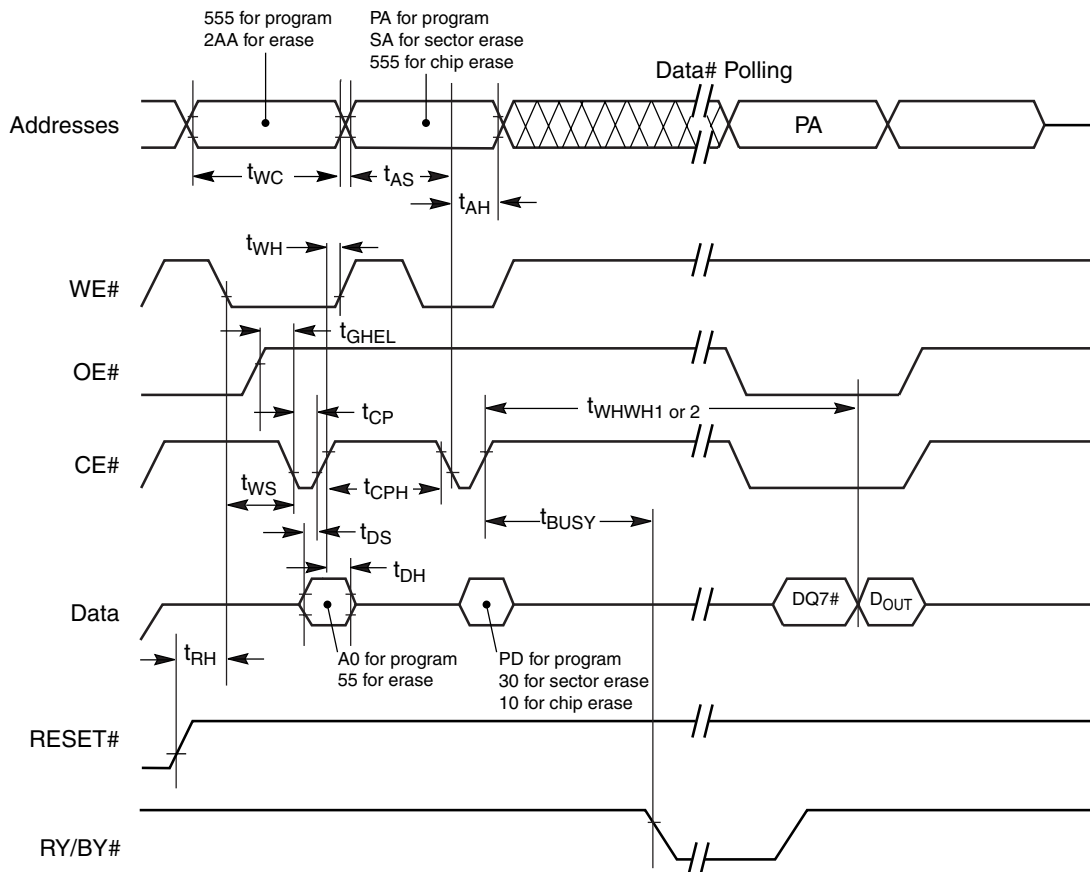 555 for program
2AA for erase
PA for program
SA for sector erase
555 for chip erase
Data# Polling
Addresses
PA
tWC
tAS
tAH
tWH
WE#
tGHEL
OE#
tWHWH1 or 2
tCP
CE#
tWS
tCPH
tBUSY
tDS
tDH
Data
DQ7#
DOUT
tRH
A0 for program
55 for erase
PD for program
30 for sector erase
10 for chip erase
RESET#
RY/BY#